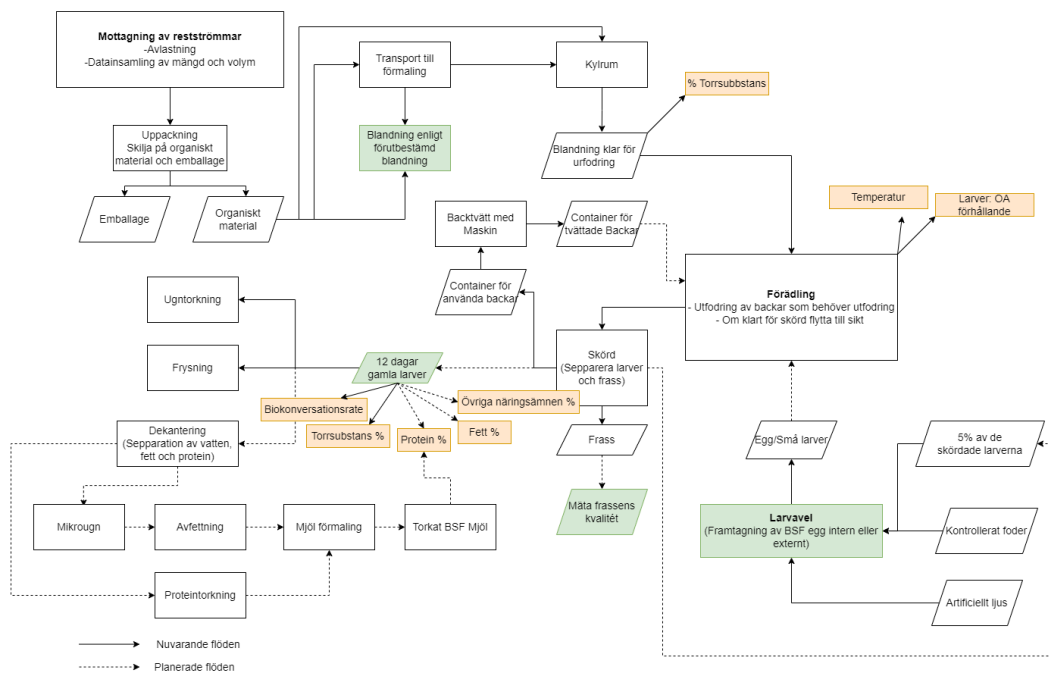 Mottagning av restströmmar
-Avlastning
-Datainsamling av mängd och volym
Transport till
förmaling
Kylrum
% Torrsubbstans
Uppackning
Skilja på organiskt
material och emballage
Blandning enligt
förutbestämd
blandning
Blandning klar för
urfodring
Emballage
Organiskt
material
Temperatur
Larver: OA
förhållande
Backtvätt med
Maskin
Container för
tvättade Backar
Container för
använda backar
Ugntorkning
Förädling
- Utfodring av backar som behöver utfodring
- Om klart för skörd flytta till sikt
Frysning
12 dagar
gamla larver
Skörd
(Sepparera larver
och frass)
Biokonversationsrate
Torrsubstans %
Protein %
Fett %
Övriga näringsämnen %
Dekantering
(Sepparation av vatten,
fett och protein)
Frass
Egg/Små larver
5% av de
skördade larverna
Mäta frassens
kvalitét
Larvavel
(Framtagning av BSF egg intern eller
externt)
Kontrollerat foder
Mikrougn
Avfettning
Mjöl förmaling
Torkat BSF Mjöl
Proteintorkning
Artificiellt ljus
Nuvarande flöden
Planerade flöden